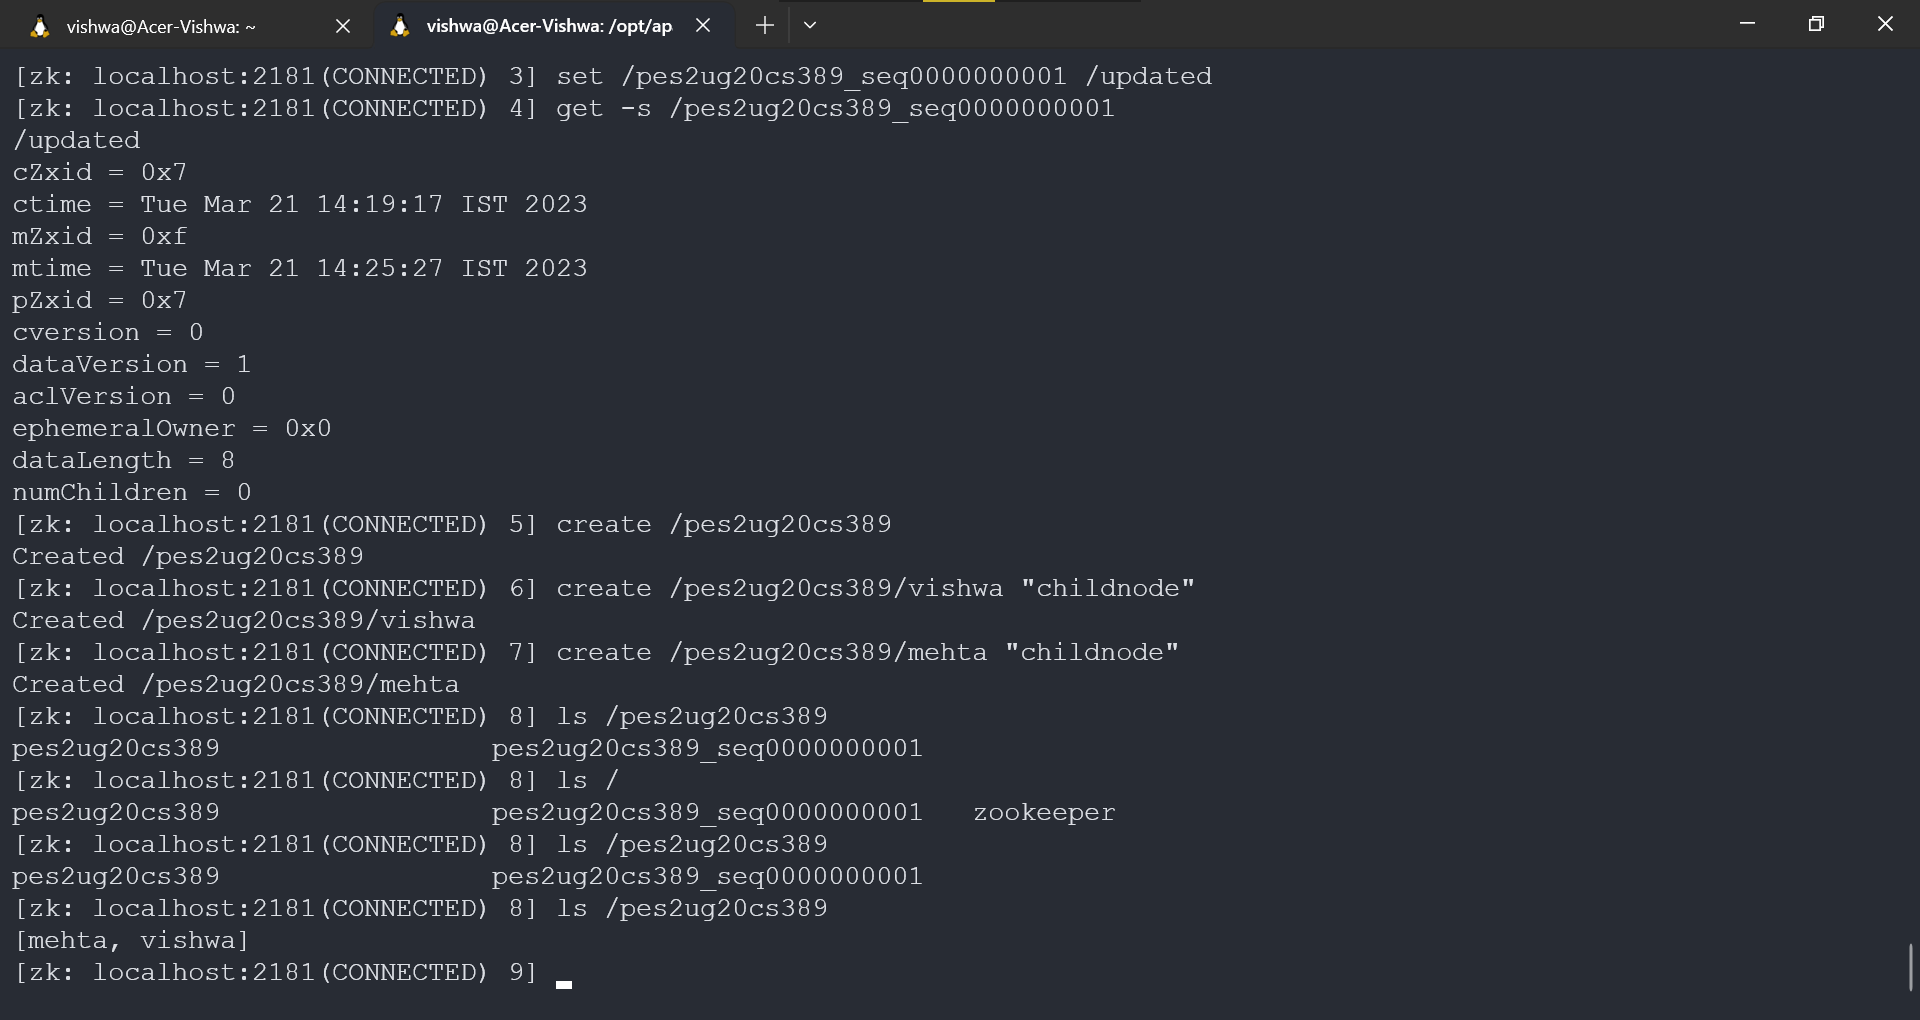 vishwa@Acer-Vishwa: ~
vishwa@Acer-Vishwa: /opt/ap
[zk: localhost:2181(CONNECTED) 3] set /pes2ug20cs389_seq0000000001 /updated
[zk: localhost:2181(CONNECTED) 4] get -s /pes2ug20cs389_seq0000000001
/updated
cZxid = 0x7
ctime = Tue Mar 21 14:19:17 IST 2023
mZxid = 0xf
mtime = Tue Mar 21 14:25:27 IST 2023
pZxid = 0x7
cversion = 0
dataVersion = 1
aclVersion = 0
ephemeralOwner = 0x0
dataLength = 8
numChildren = 0
[zk: localhost:2181(CONNECTED) 5] create /pes2ug20cs389
Created /pes2ug20cs389
[zk: localhost:2181(CONNECTED) 6] create /pes2ug20cs389/vishwa "childnode"
Created /pes2ug20cs389/vishwa
[zk: localhost:2181(CONNECTED) 7] create /pes2ug20cs389/mehta "childnode"
Created /pes2ug20cs389/mehta
[zk: localhost:2181(CONNECTED) 8] ls /pes2ug20cs389
pes2ug20cs389                 pes2ug20cs389_seq0000000001
[zk: localhost:2181(CONNECTED) 8] ls /
pes2ug20cs389                 pes2ug20cs389_seq0000000001   zookeeper
[zk: localhost:2181(CONNECTED) 8] ls /pes2ug20cs389
pes2ug20cs389                 pes2ug20cs389_seq0000000001
[zk: localhost:2181(CONNECTED) 8] ls /pes2ug20cs389
[mehta, vishwa]
[zk: localhost:2181(CONNECTED) 9]